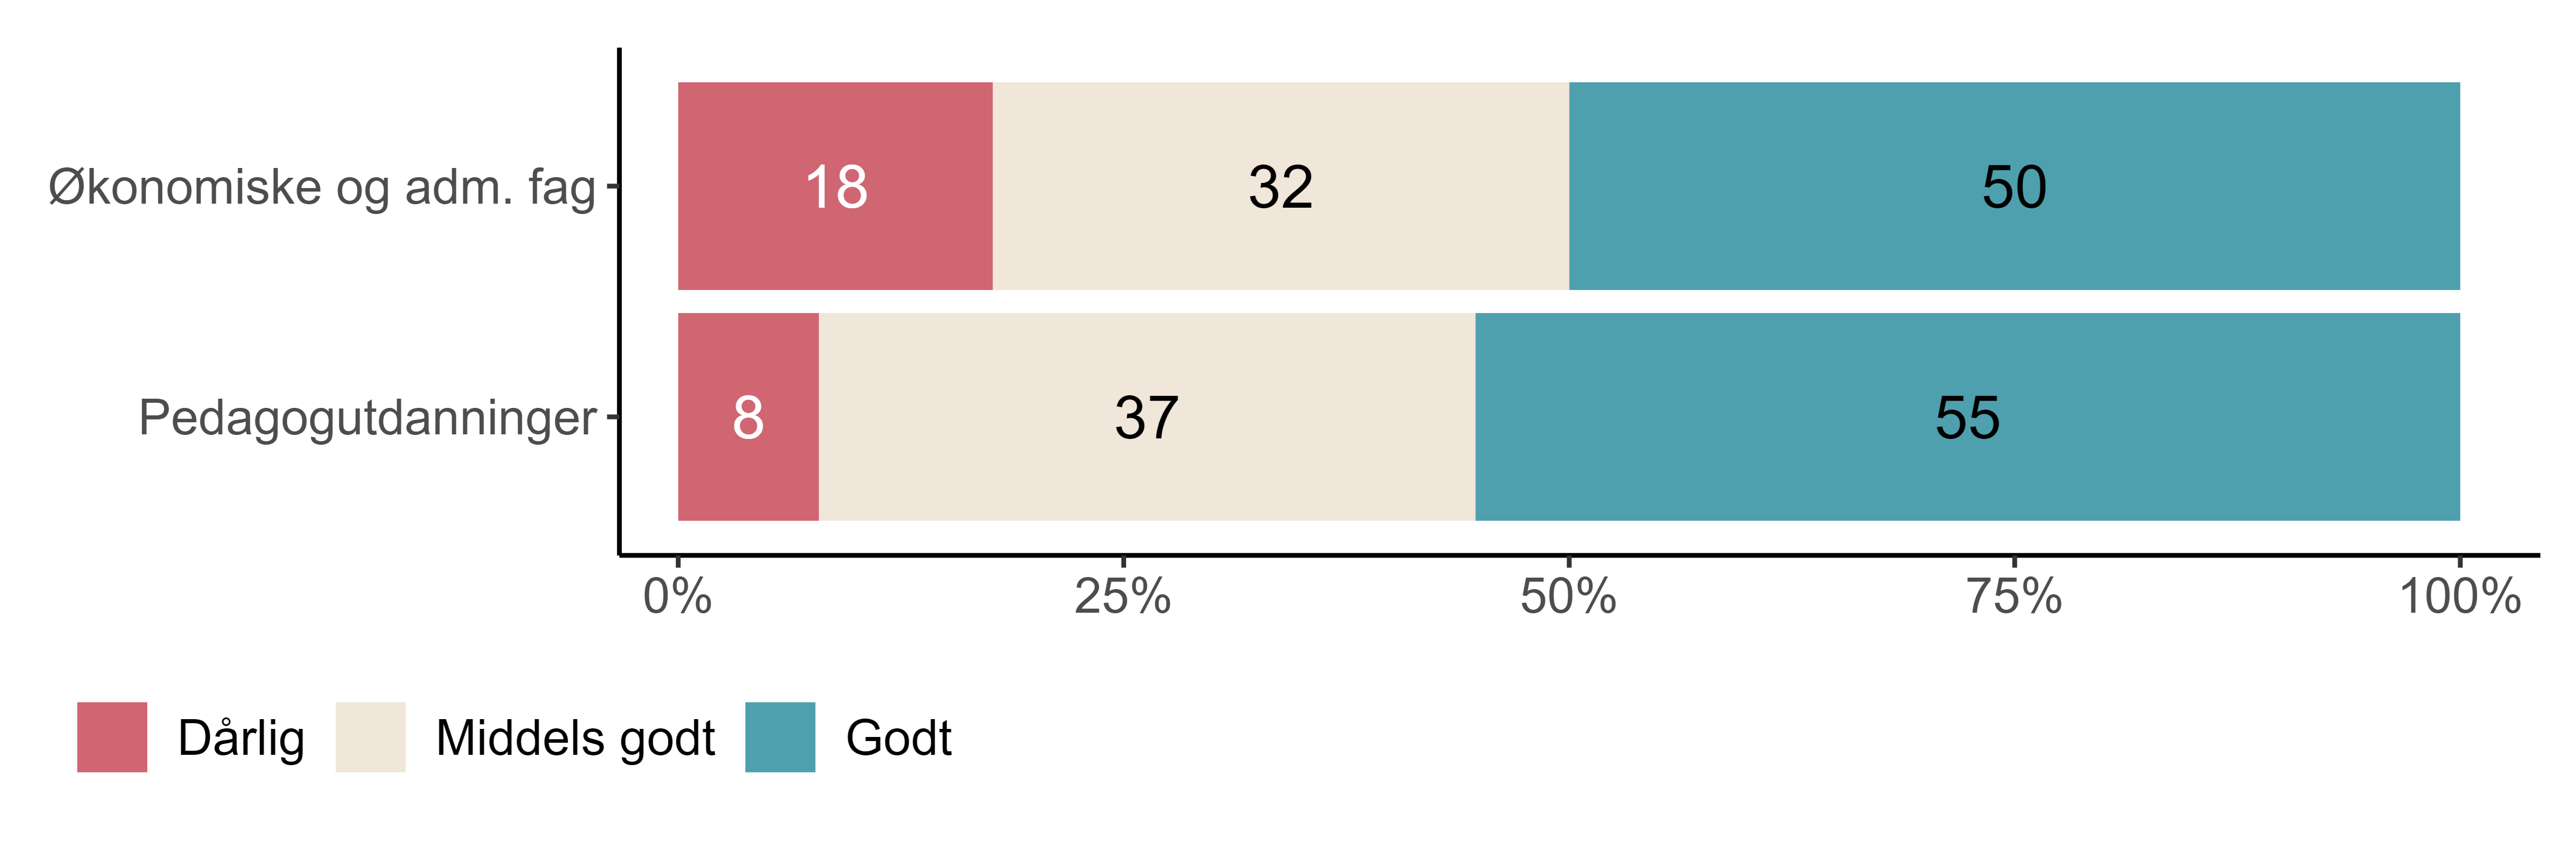 Økonomiske og adm. fag 18 32 50
Pedagogutdanninger 8 37 55
0% 25% 50% 75% 100%
Dårlig Middels godt Godt